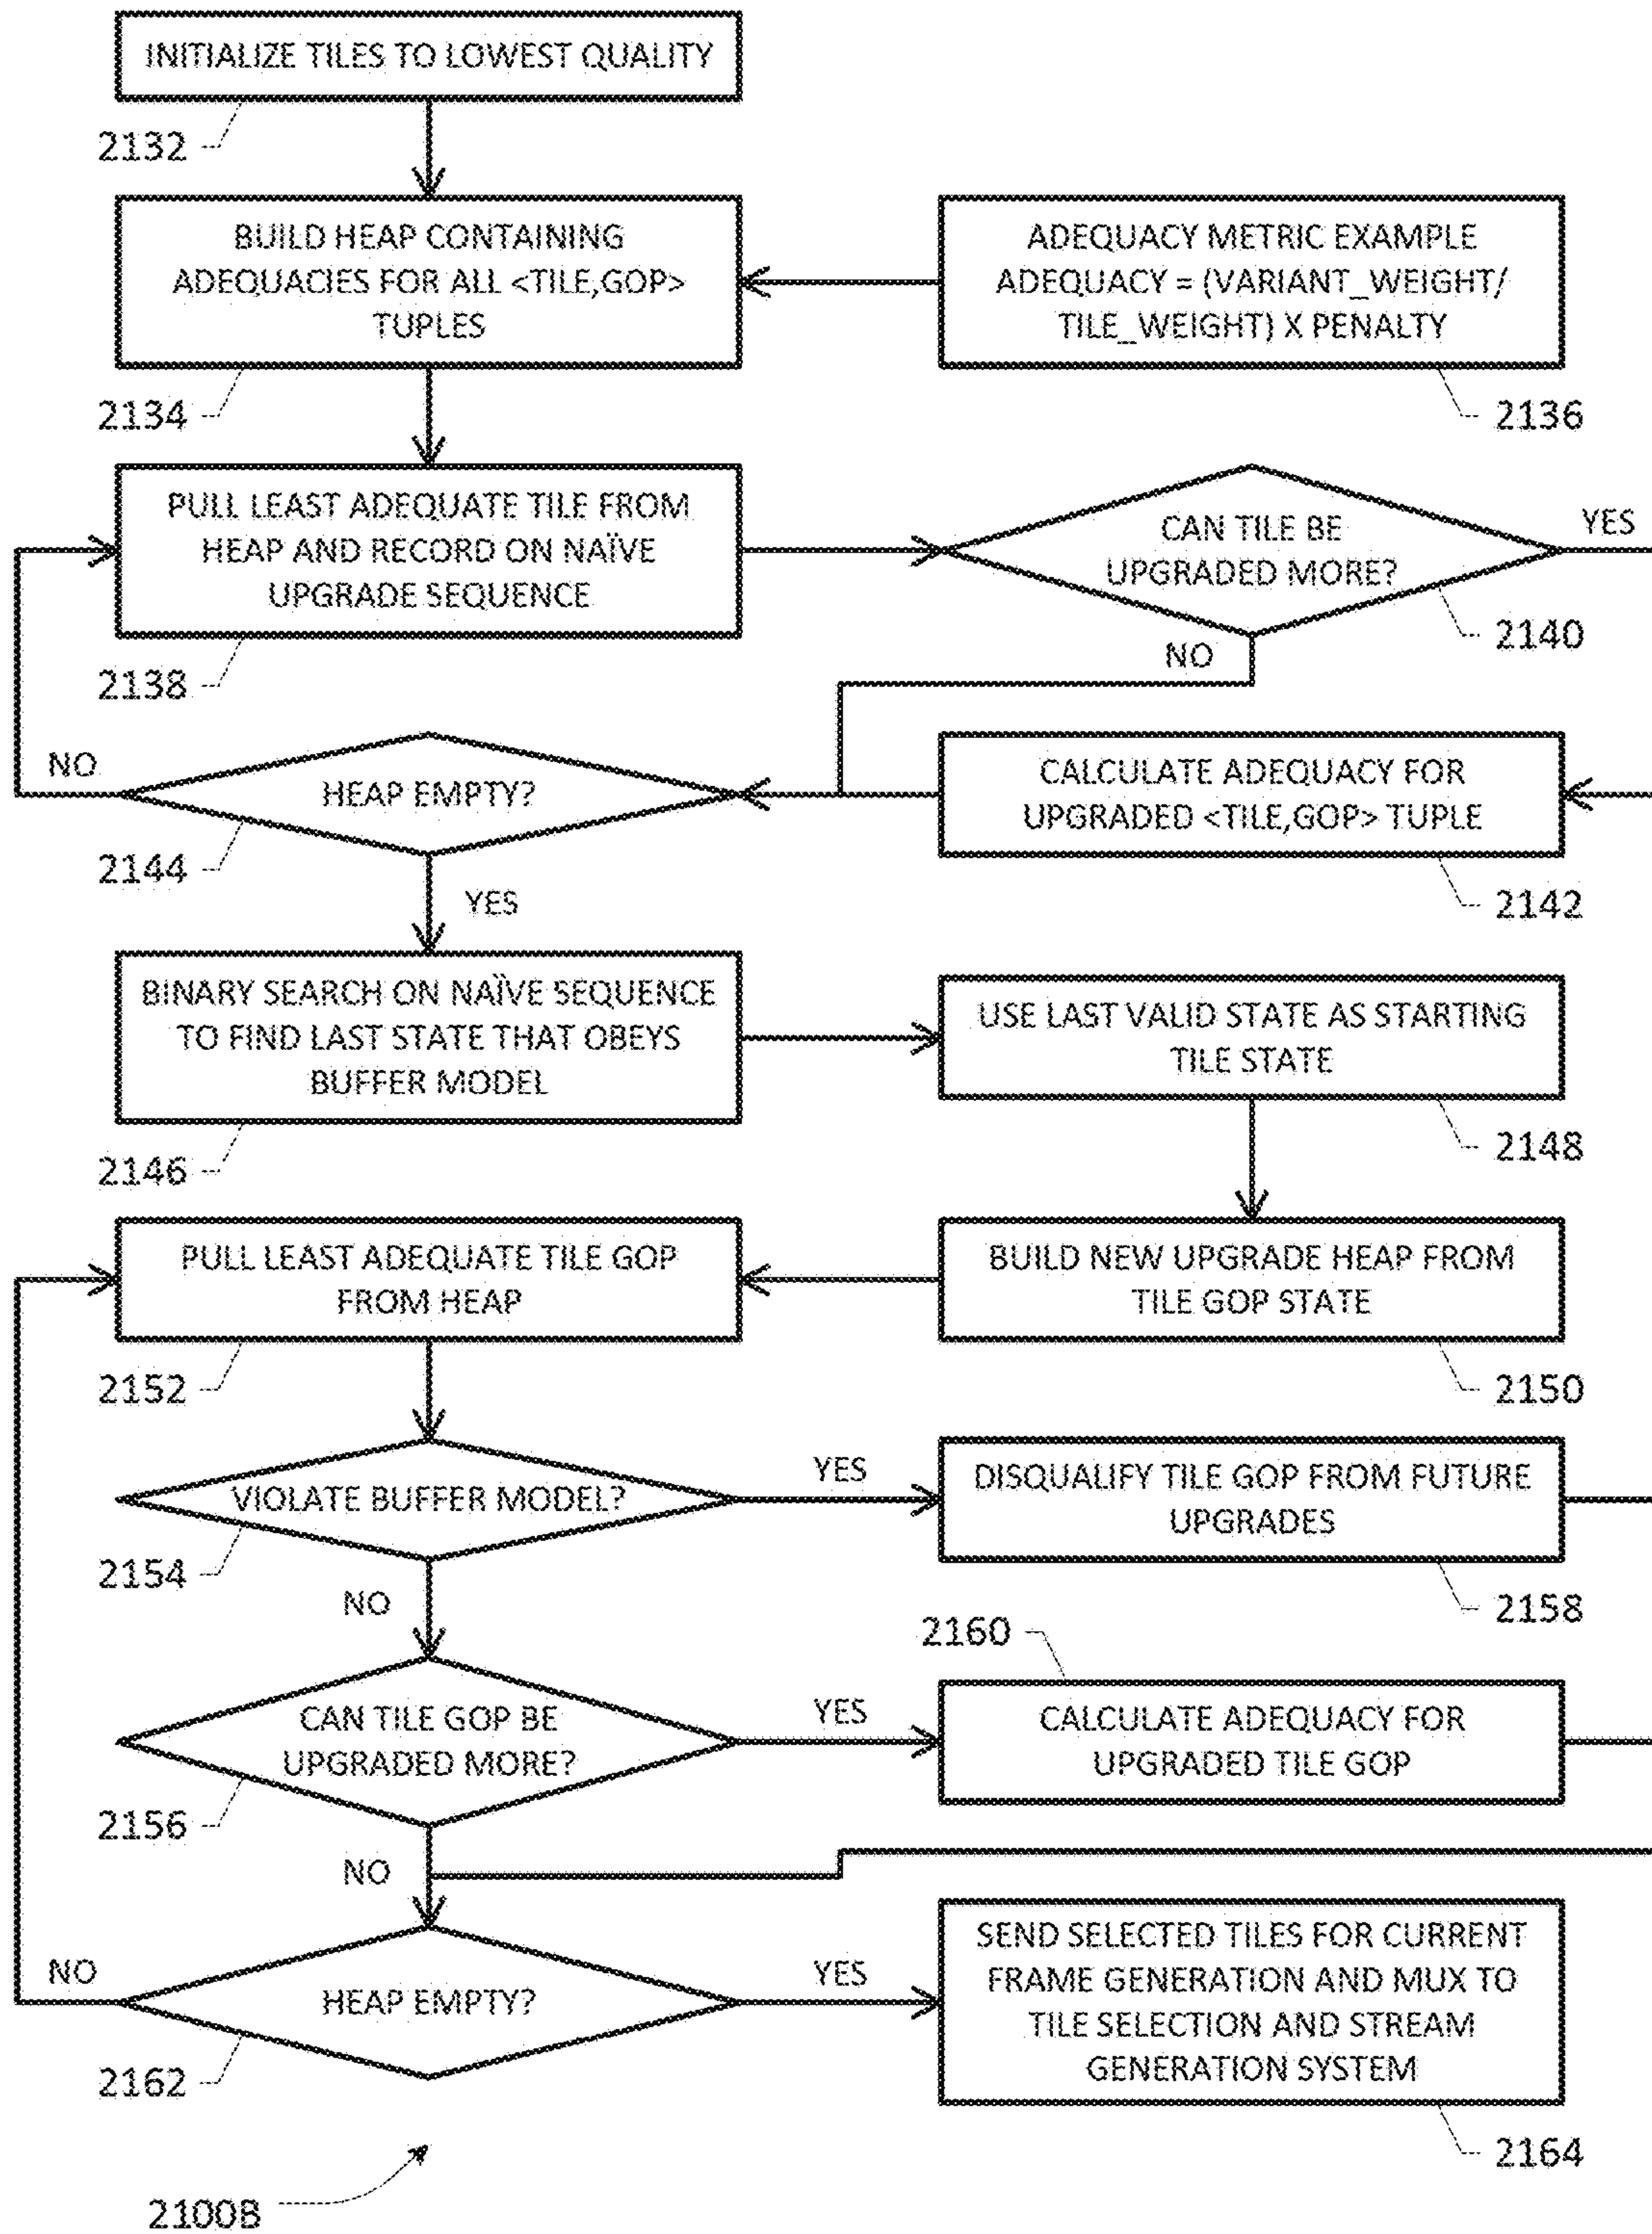 INITIALIZE TILES TO LOWEST QUALITY
2132
BUILD HEAP CONTAINING
ADEQUACIES FOR ALL <TILE,GOP>
TUPLES
2134
ADEQUACY METRIC EXAMPLE
ADEQUACY = (VARIANT_WEIGHT/
TILE_WEIGHT) X PENALTY
2136
PULL LEAST ADEQUATE TILE FROM
HEAP AND RECORD ON NAÏVE
UPGRADE SEQUENCE
2138
CAN TILE BE
UPGRADED MORE?
YES
2140
NO
NO
HEAP EMPTY?
2144
YES
CALCULATE ADEQUACY FOR
UPGRADED <TILE,GOP> TUPLE
2142
BINARY SEARCH ON NAÏVE SEQUENCE
TO FIND LAST STATE THAT OBEYS
BUFFER MODEL
2146
USE LAST VALID STATE AS STARTING
TILE STATE
2148
PULL LEAST ADEQUATE TILE GOP
FROM HEAP
2152
BUILD NEW UPGRADE HEAP FROM
TILE GOP STATE
2150
VIOLATE BUFFER MODEL?
YES
2154
NO
DISQUALIFY TILE GOP FROM FUTURE
UPGRADES
2158
2160
CAN TILE GOP BE
UPGRADED MORE?
YES
2156
NO
CALCULATE ADEQUACY FOR
UPGRADED TILE GOP
NO
HEAP EMPTY?
YES
2162
SEND SELECTED TILES FOR CURRENT
FRAME GENERATION AND MUX TO
TILE SELECTION AND STREAM
GENERATION SYSTEM
2164
2100B